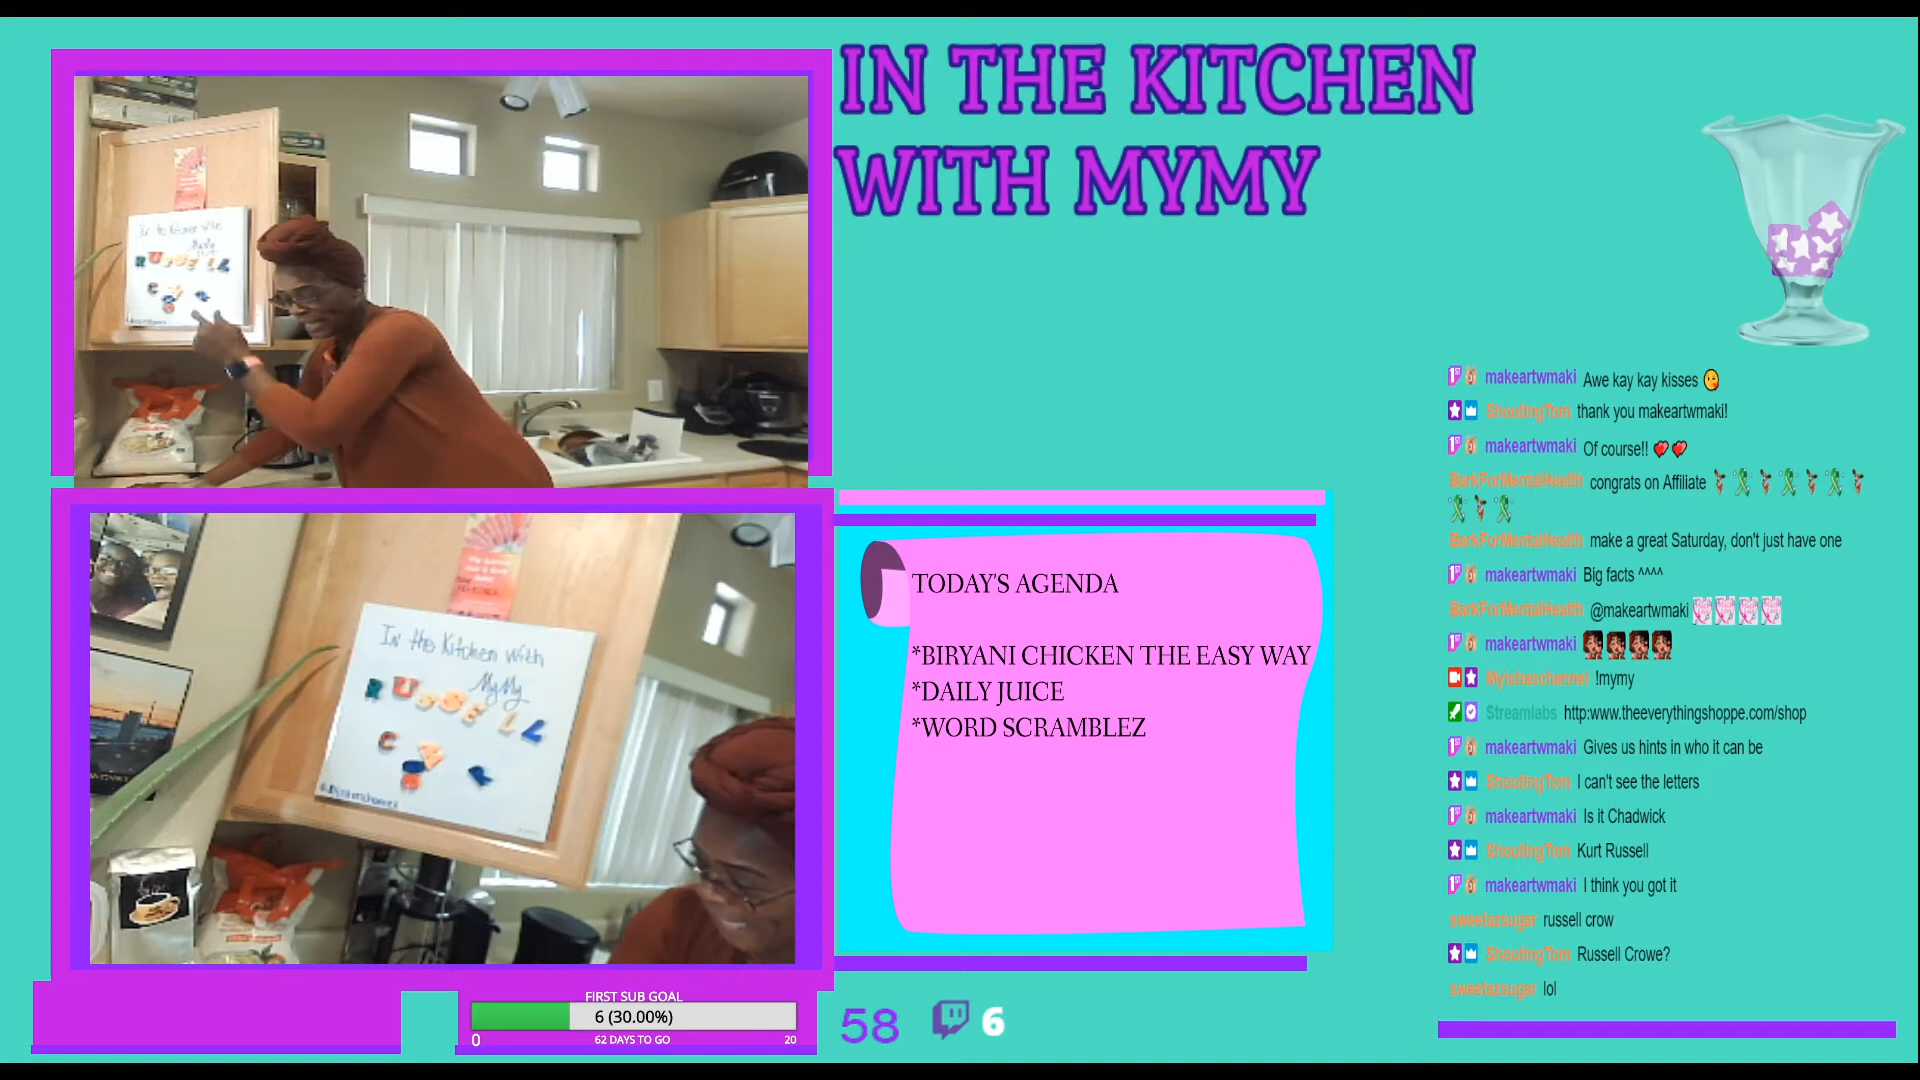 IN THE KITCHEN
WITH MYMY
In the Kitchen With
MyMy
RUSSELL
TODAY'S AGENDA
*BIRYANI CHICKEN THE EASY WAY
*DAILY JUICE
*WORD SCRAMBLEZ
makeartwmaki Awe kay kay kisses
ShoutingTom thank you makeartwmaki!
makeartwmaki Of course!!
BarkForMentalHealth congrats on Affiliate
BarkForMentalHealth make a great Saturday, don't just have one
makeartwmaki Big facts ^^^^
BarkForMentalHealth @makeartwmaki
makeartwmaki
Myishaschannel !mymy
Streamlabs http:www.theeverythingshoppe.com/shop
makeartwmaki Gives us hints in who it can be
ShoutingTom I can't see the letters
makeartwmaki Is it Chadwick
ShoutingTom Kurt Russell
makeartwmaki I think you got it
sweetazsugar russell crow
ShoutingTom Russell Crowe?
sweetazsugar lol
FIRST SUB GOAL
6 (30.00%)
0 62 DAYS TO GO 20
58 6